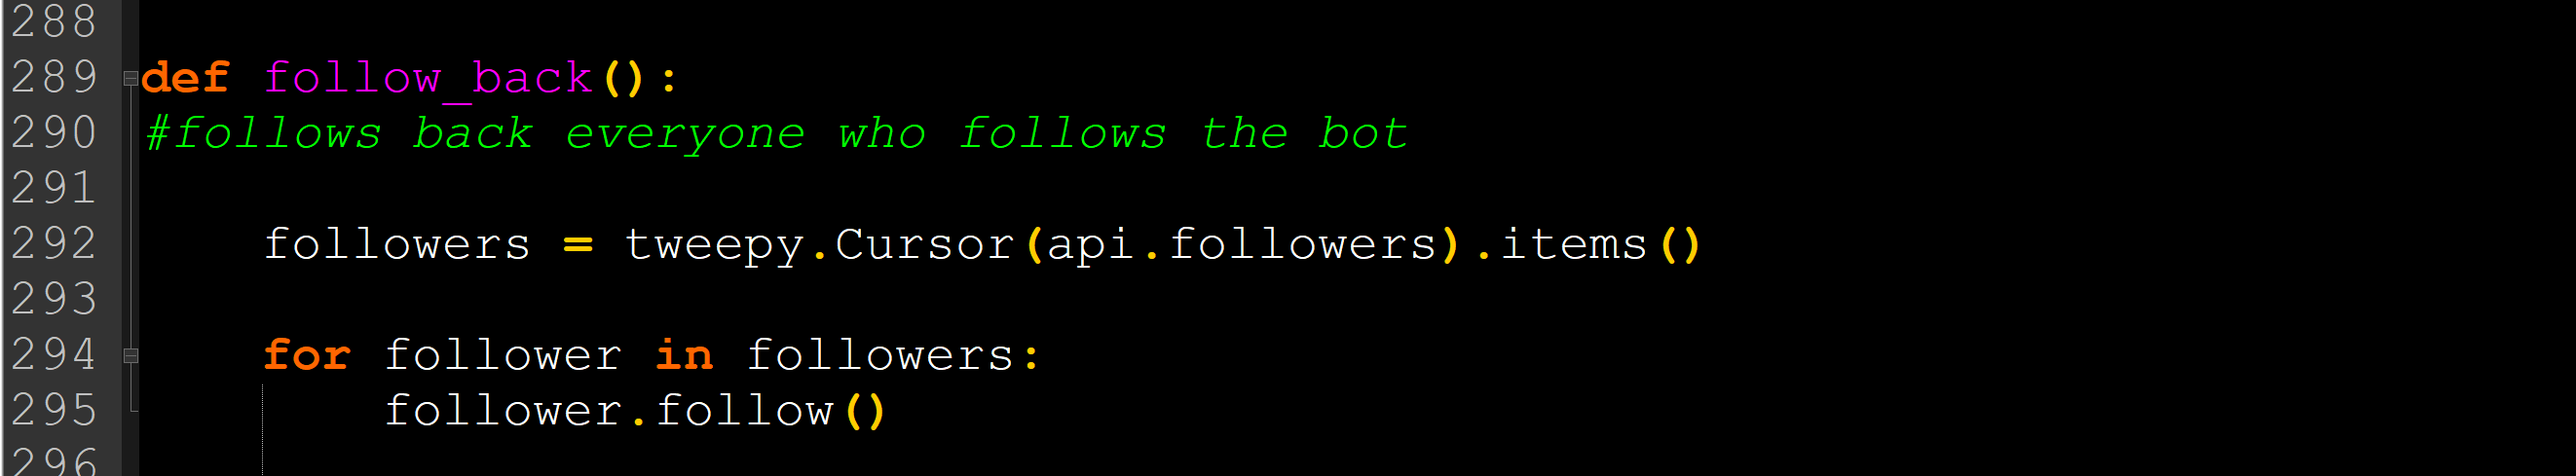 288
289 def follow_back():
290 #follows back everyone who follows the bot
291
292 followers = tweepy.Cursor(api.followers).items()
293
294 for follower in followers:
295 follower.follow()
296